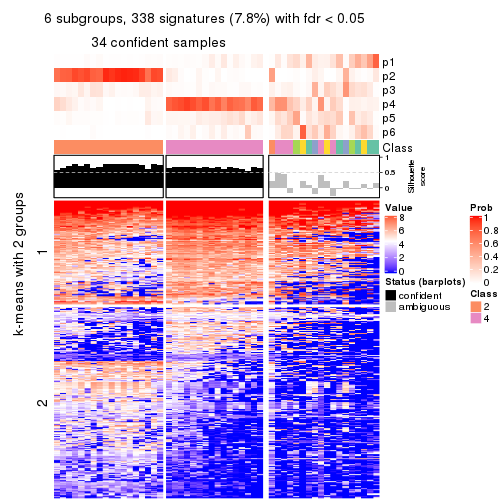 6 subgroups, 338 signatures (7.8%) with fdr < 0.05
34 confident samples
p1
p2
p3
p4
p5
p6
Class
1
0.5
0
Silhouette
score
k-means with 2 groups
1
2
Value
8
6
4
2
0
Status (barplots)
confident
ambiguous
Prob
1
0.8
0.6
0.4
0.2
0
Class
2
4